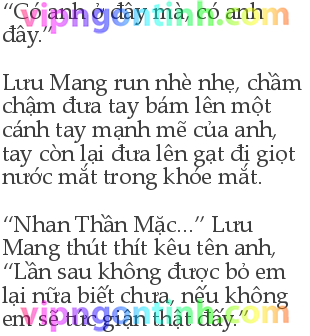 “Có anh ở đây mà, có anh
đây.”
Lưu Mang run nhè nhẹ, chầm
chậm đưa tay bám lên một
cánh tay mạnh mẽ của anh,
tay còn lại đưa lên gạt đi giọt
nước mắt trong khóe mắt.
“Nhan Thần Mặc...” Lưu
Mang thút thít kêu tên anh,
“Lần sau không được bỏ em
lại nữa biết chưa, nếu không
em sẽ tức giận thật đấy.”
vipngontinh.com
vipngontinh.com